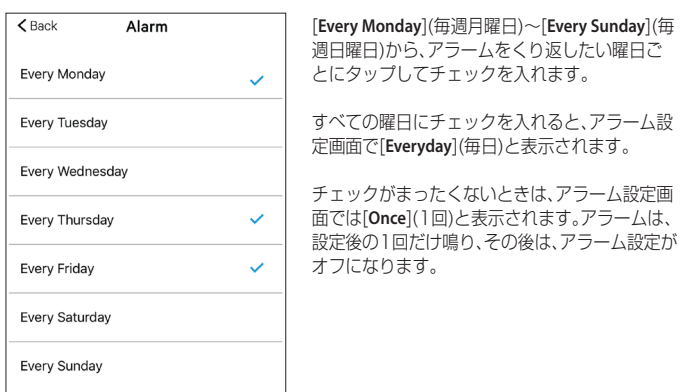 Back Alarm
Every Monday
Every Tuesday
Every Wednesday
Every Thursday
Every Friday
Every Saturday
Every Sunday
[Every Monday](毎週月曜日)～[Every Sunday](毎
週日曜日)から、アラームをくり返したい曜日ご
とにタップしてチェックを入れます。
すべての曜日にチェックを入れると、アラーム設
定画面で[Everyday](毎日)と表示されます。
チェックがまったくないときは、アラーム設定画
面では[Once](1回)と表示されます。アラームは、
設定後の1回だけ鳴り、その後は、アラーム設定が
オフになります。